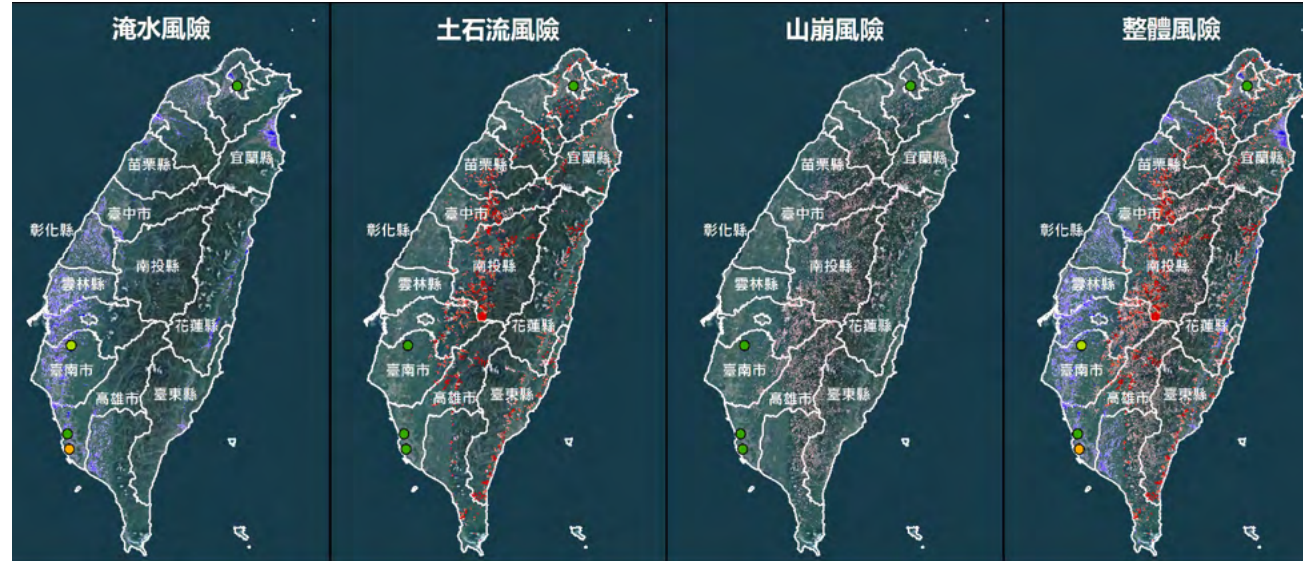 淹水風險
宜蘭縣
苗栗縣
臺中市
彰化縣
南投縣
雲林縣
花蓮縣
臺南市
高雄市
臺東縣
土石流風險
宜蘭縣
苗栗縣
臺中市
彰化縣
南投縣
雲林縣
花蓮縣
臺南市
高雄市
臺東縣
山崩風險
宜蘭縣
苗栗縣
臺中市
彰化縣
南投縣
雲林縣
花蓮縣
臺南市
高雄市
臺東縣
整體風險
宜蘭縣
苗栗縣
臺中市
彰化縣
南投縣
雲林縣
花蓮縣
臺南市
高雄市
臺東縣